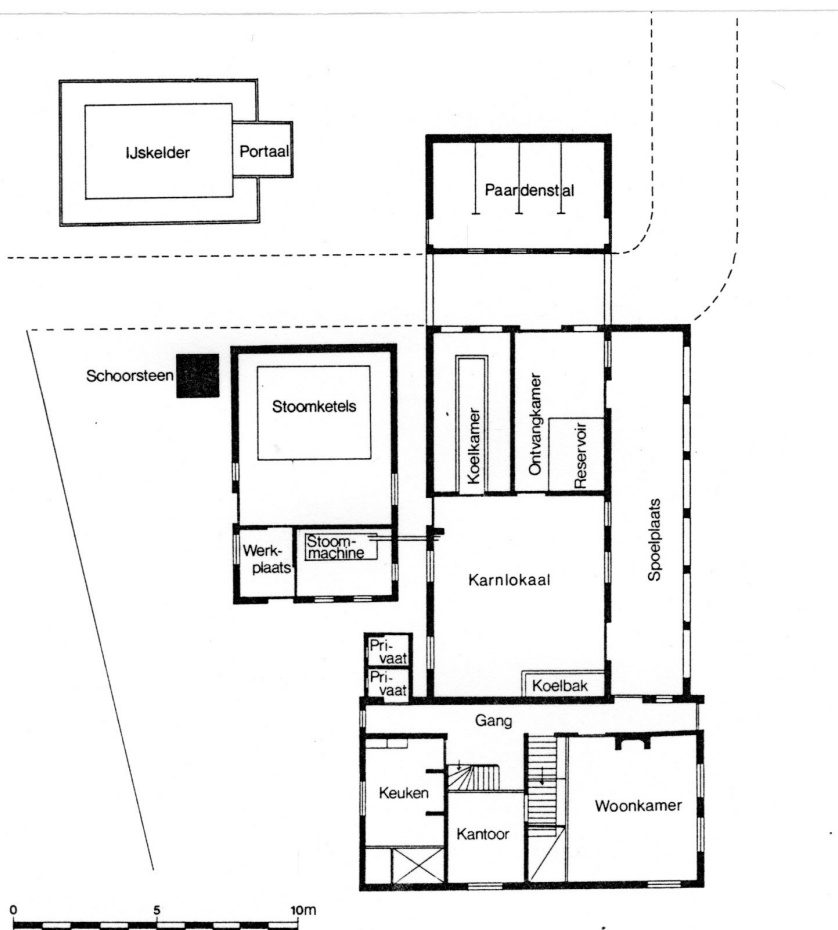 IJskelder
Portaal
Paardenstal
Schoorsteen
Stoomketels
Koelkamer
Ontvangkamer
Reservoir
Spoelplaats
Werk-
plaats
Stoom-
machine
Karnlokaal
Pri-
vaat
Pri-
vaat
Koelbak
Gang
Keuken
Kantoor
Woonkamer
0
5
10m